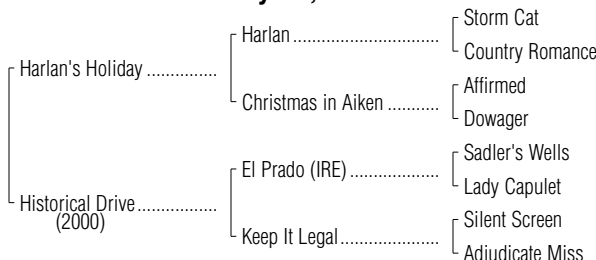 Storm Cat
Harlan ..................................
Country Romance
Harlan's Holiday ...............
Affirmed
Christmas in Aiken ...........
Dowager
Sadler's Wells
El Prado (IRE) ...................
Lady Capulet
Historical Drive .................
(2000)
Silent Screen
Keep It Legal .....................
Adjudicate Miss